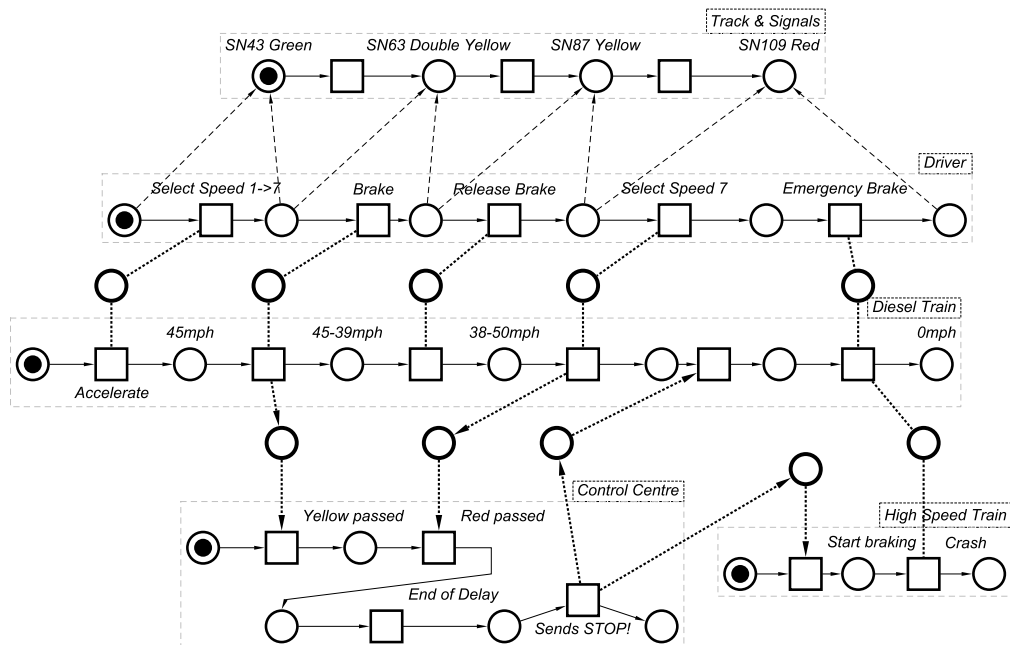 Track & Signals
SN43 Green
SN63 Double Yellow
SN87 Yellow
SN109 Red
Driver
Select Speed 1->7
Brake
Release Brake
Select Speed 7
Emergency Brake
Diesel Train
45mph
45-39mph
38-50mph
0mph
Accelerate
Control Centre
Yellow passed
Red passed
High Speed Train
Start braking
Crash
End of Delay
Sends STOP!